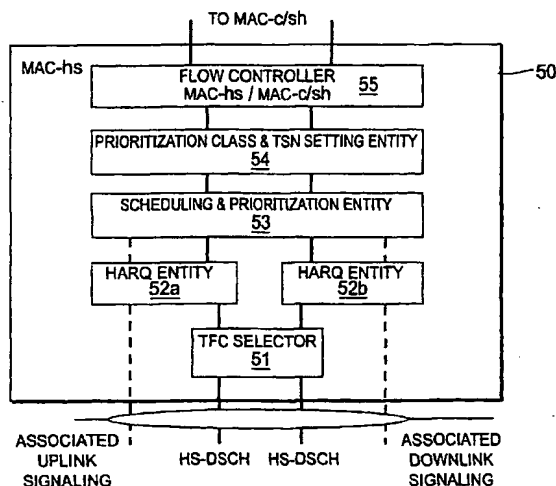 TO MAC-c/sh
MAC-hs
50
FLOW CONTROLLER
MAC-hs / MAC-c/sh
55
PRIORITIZATION CLASS & TSN SETTING ENTITY
54
SCHEDULING & PRIORITIZATION ENTITY
53
HARQ ENTITY
52a
HARQ ENTITY
52b
TFC SELECTOR
51
ASSOCIATED
UPLINK
SIGNALING
HS-DSCH
HS-DSCH
ASSOCIATED
DOWNLINK
SIGNALING